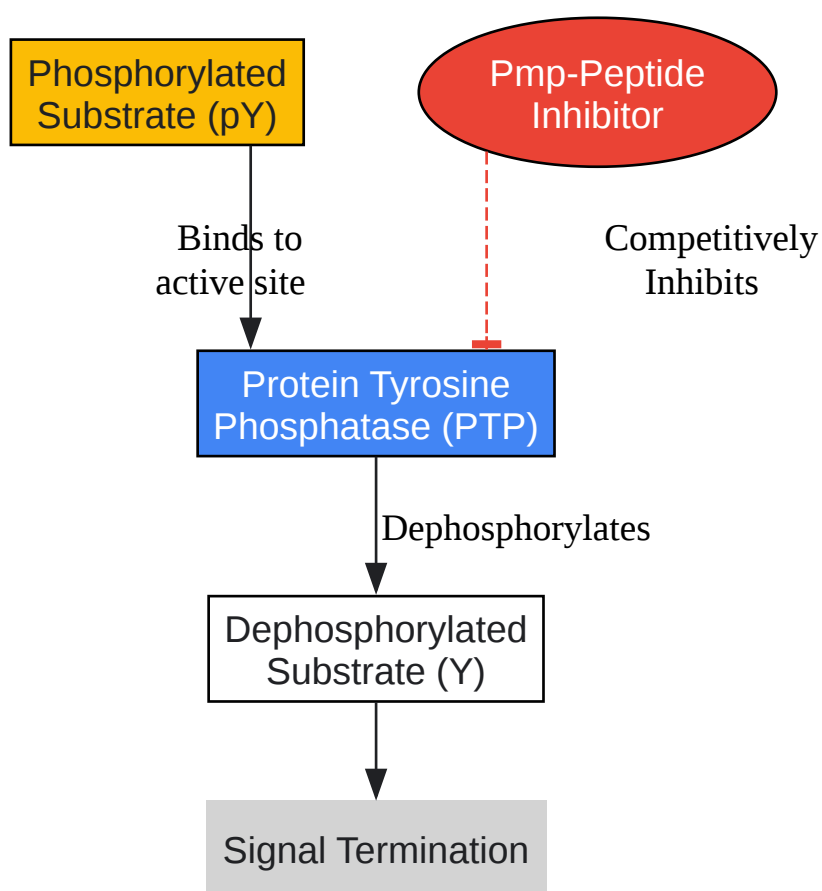 Phosphorylated
Substrate (pY)
Pmp-Peptide
Inhibitor
Binds to
active site
Competitively
Inhibits
Protein Tyrosine
Phosphatase (PTP)
Dephosphorylates
Dephosphorylated
Substrate (Y)
Signal Termination